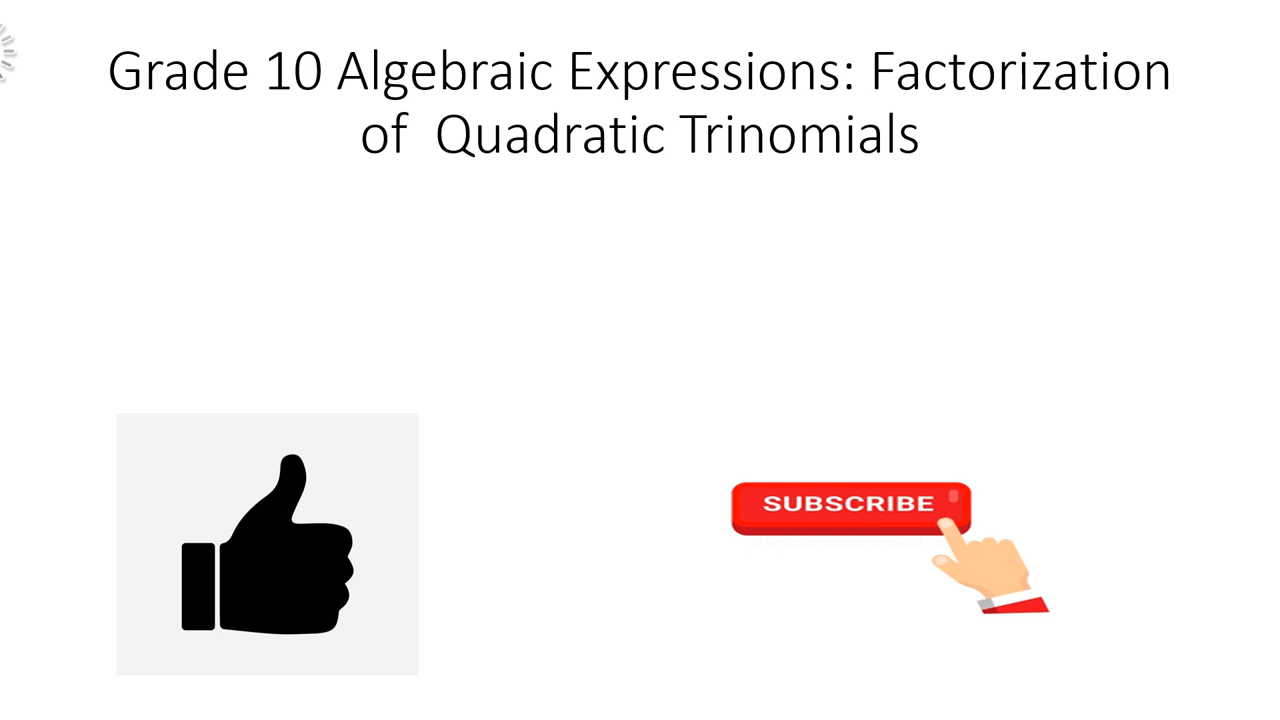 Grade 10 Algebraic Expressions: Factorization
of  Quadratic Trinomials
SUBSCRIBE